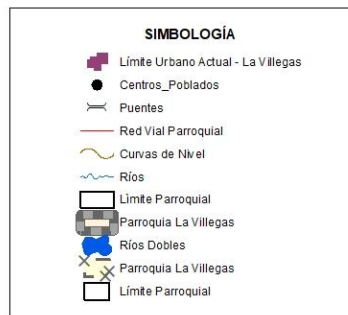 SIMBOLOGÍA
Límite Urbano Actual - La Villegas
Centros_Poblados
Puentes
Red Vial Parroquial
Curvas de Nivel
Ríos
Lìmite Parroquial
Parroquia La Villegas
Ríos Dobles
Parroquia La Villegas
Límite Parroquial